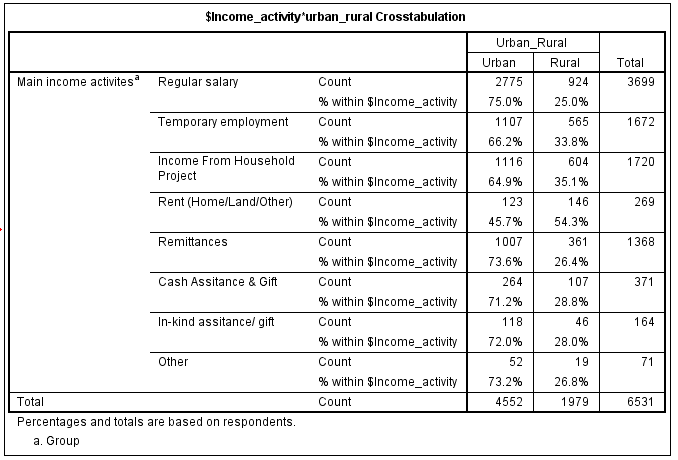 $Income_activity*urban_rural Crosstabulation
Urban_Rural
Urban Rural Total
Main income activitesa Regular salary Count 2775 924 3699
% within $Income_activity 75.0% 25.0%
Temporary employment Count 1107 565 1672
% within $Income_activity 66.2% 33.8%
Income From Household Count 1116 604 1720
Project % within $Income_activity 64.9% 35.1%
Rent (Home/Land/Other) Count 123 146 269
% within $Income_activity 45.7% 54.3%
Remittances Count 1007 361 1368
% within $Income_activity 73.6% 26.4%
Cash Assitance & Gift Count 264 107 371
% within $Income_activity 71.2% 28.8%
In-kind assitance/ gift Count 118 46 164
% within $Income_activity 72.0% 28.0%
Other Count 52 19 71
% within $Income_activity 73.2% 26.8%
Total Count 4552 1979 6531
Percentages and totals are based on respondents.
a. Group